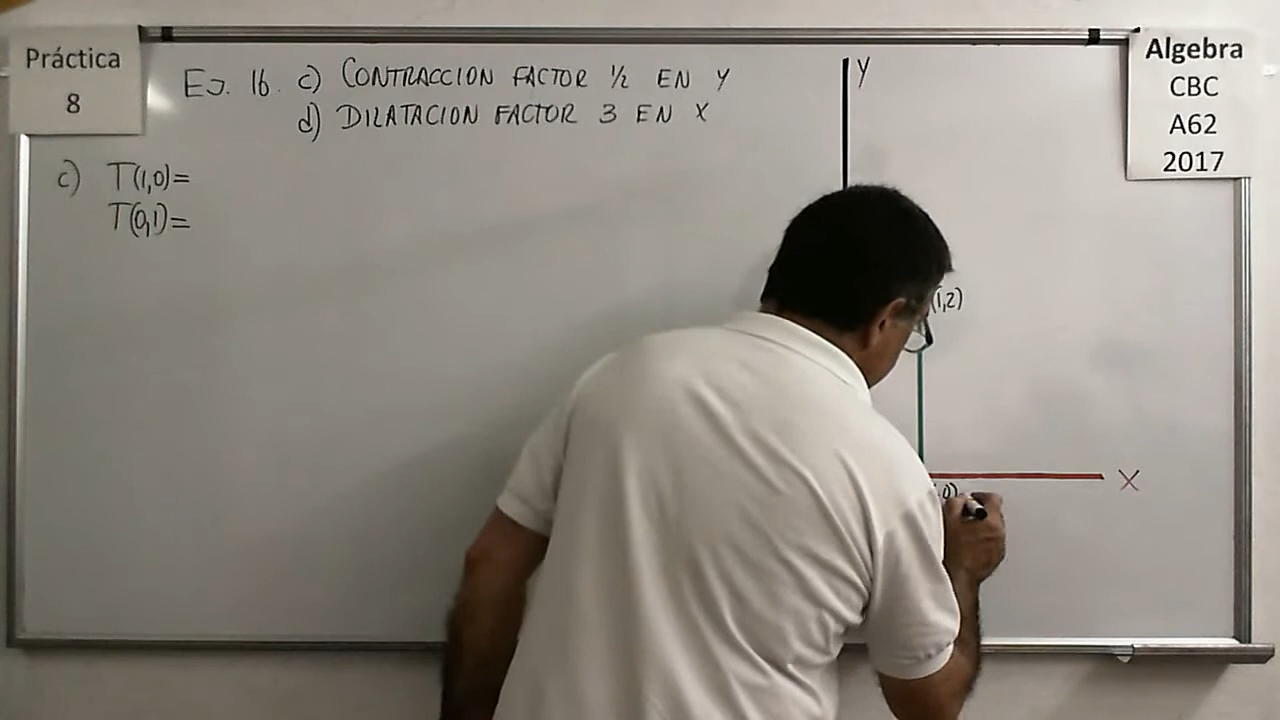 Práctica
8
Ej. 16. c) CONTRACCION FACTOR 1/2 EN Y
d) DILATACION FACTOR 3 EN X
Y
Algebra
CBC
A62
2017
c) T(1,0)=
T(0,1)=
(1,2)
X
,0)